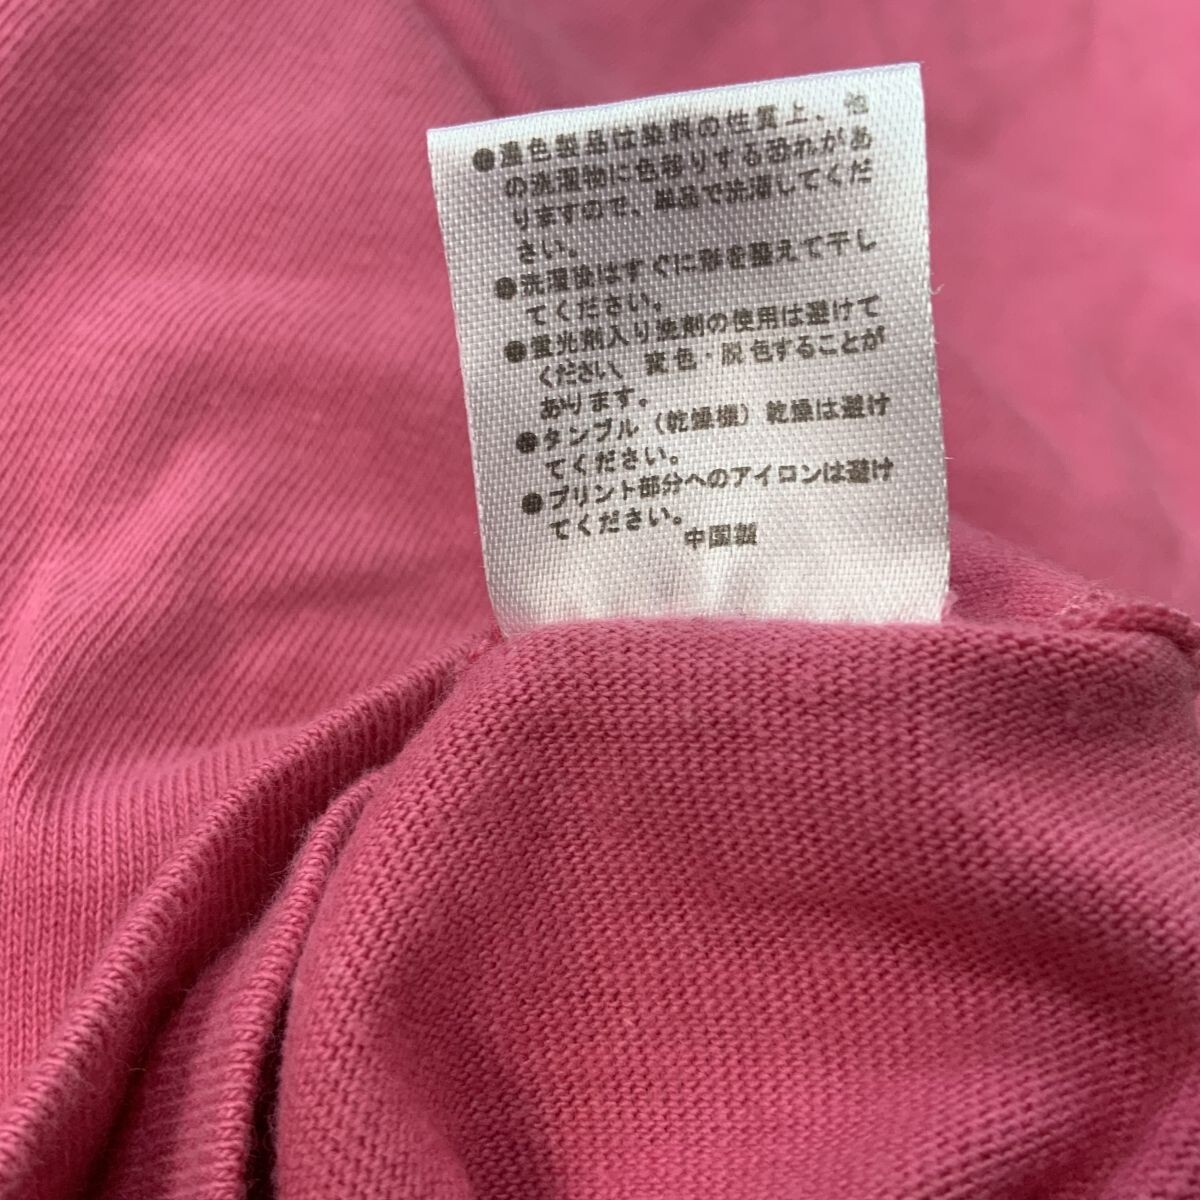 ●濃色製品は染料の性質上、他
の洗濯物に色移りする恐れがあ
りますので、単品で洗濯してくだ
さい。
●洗濯後はすぐに形を整えて干し
てください。
●蛍光剤入り洗剤の使用は避けて
ください。変色・脱色することが
あります。
●タンブル（乾燥機）乾燥は避け
てください。
●プリント部分へのアイロンは避け
てください。
中国製